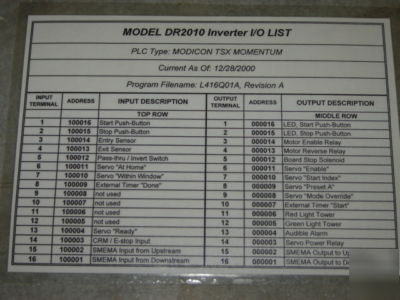 MODEL DR2010 Inverter I/O LIST
PLC Type: MODICON TSX MOMENTUM
Current As Of: 12/28/2000
Program Filename: L416Q01A, Revision A
INPUT TERMINAL ADDRESS INPUT DESCRIPTION OUTPUT TERMINAL ADDRESS OUTPUT DESCRIPTION
TOP ROW MIDDLE ROW
1 100016 Start Push-Button 1 000016 LED, Start Push-Button
2 100015 Stop Push-Button 2 000015 LED, Stop Push-Button
3 100014 Entry Sensor 3 000014 Motor Enable Relay
4 100013 Exit Sensor 4 000013 Motor Reverse Relay
5 100012 Pass-thru / Invert Switch 5 000012 Board Stop Solenoid
6 100011 Servo "At Home" 6 000011 Servo "Enable"
7 100010 Servo "Within Window" 7 000010 Servo "Start Index"
8 100009 External Timer "Done" 8 000009 Servo "Preset A"
9 100008 not used 9 000008 Servo "Mode Override"
10 100007 not used 10 000007 External Timer "Start"
11 100006 not used 11 000006 Red Light Tower
12 100005 not used 12 000005 Green Light Tower
13 100004 Servo "Ready" 13 000004 Audible Alarm
14 100003 CRM / E-stop Input 14 000003 Servo Power Relay
15 100002 SMEMA Input from Upstream 15 000002 SMEMA Output to
16 100001 SMEMA Input from Downstream 16 000001 SMEMA Output to